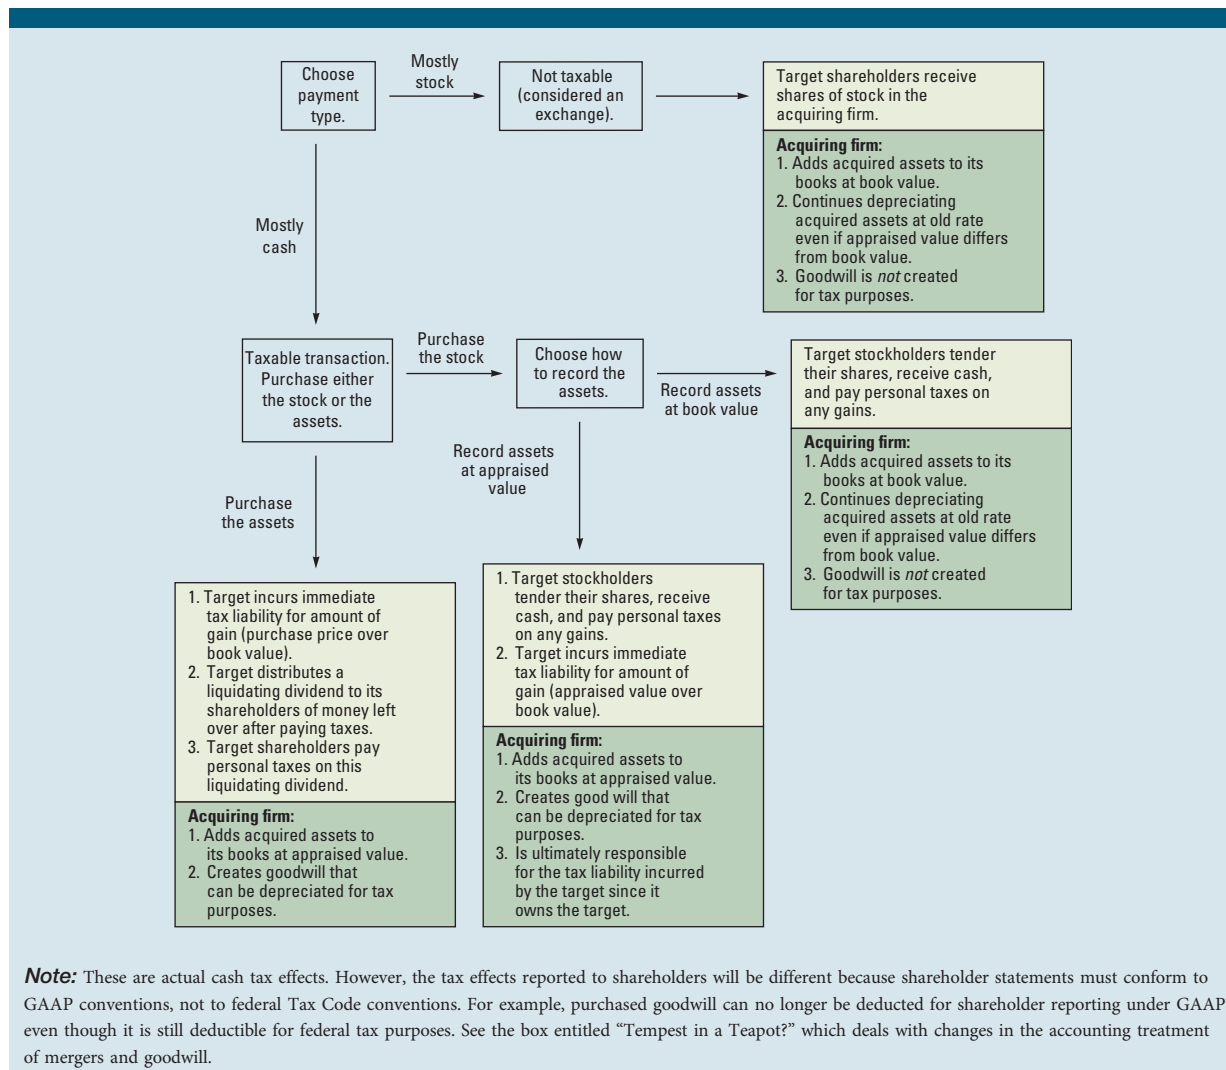 Choose
payment
type.
Mostly
stock
Not taxable
(considered an
exchange).
Target shareholders receive
shares of stock in the
acquiring firm.
Acquiring firm:
1. Adds acquired assets to its
books at book value.
2. Continues depreciating
acquired assets at old rate
even if appraised value differs
from book value.
3. Goodwill is not created
for tax purposes.
Mostly
cash
Taxable transaction.
Purchase either
the stock or the
assets.
Purchase
the stock
Choose how
to record the
assets.
Record assets
at book value
Target stockholders tender
their shares, receive cash,
and pay personal taxes on
any gains.
Acquiring firm:
1. Adds acquired assets to its
books at book value.
2. Continues depreciating
acquired assets at old rate
even if appraised value differs
from book value.
3. Goodwill is not created
for tax purposes.
Record assets
at appraised
value
Purchase
the assets
1. Target incurs immediate
tax liability for amount of
gain (purchase price over
book value).
2. Target distributes a
liquidating dividend to its
shareholders of money left
over after paying taxes.
3. Target shareholders pay
personal taxes on this
liquidating dividend.
Acquiring firm:
1. Adds acquired assets to
its books at appraised value.
2. Creates goodwill that
can be depreciated for tax
purposes.
1. Target stockholders
tender their shares, receive
cash, and pay personal taxes
on any gains.
2. Target incurs immediate
tax liability for amount of
gain (appraised value over
book value).
Acquiring firm:
1. Adds acquired assets to
its books at appraised value.
2. Creates good will that
can be depreciated for tax
purposes.
3. Is ultimately responsible
for the tax liability incurred
by the target since it
owns the target.
Note: These are actual cash tax effects. However, the tax effects reported to shareholders will be different because shareholder statements must conform to
GAAP conventions, not to federal Tax Code conventions. For example, purchased goodwill can no longer be deducted for shareholder reporting under GAAP
even though it is still deductible for federal tax purposes. See the box entitled “Tempest in a Teapot?” which deals with changes in the accounting treatment
of mergers and goodwill.